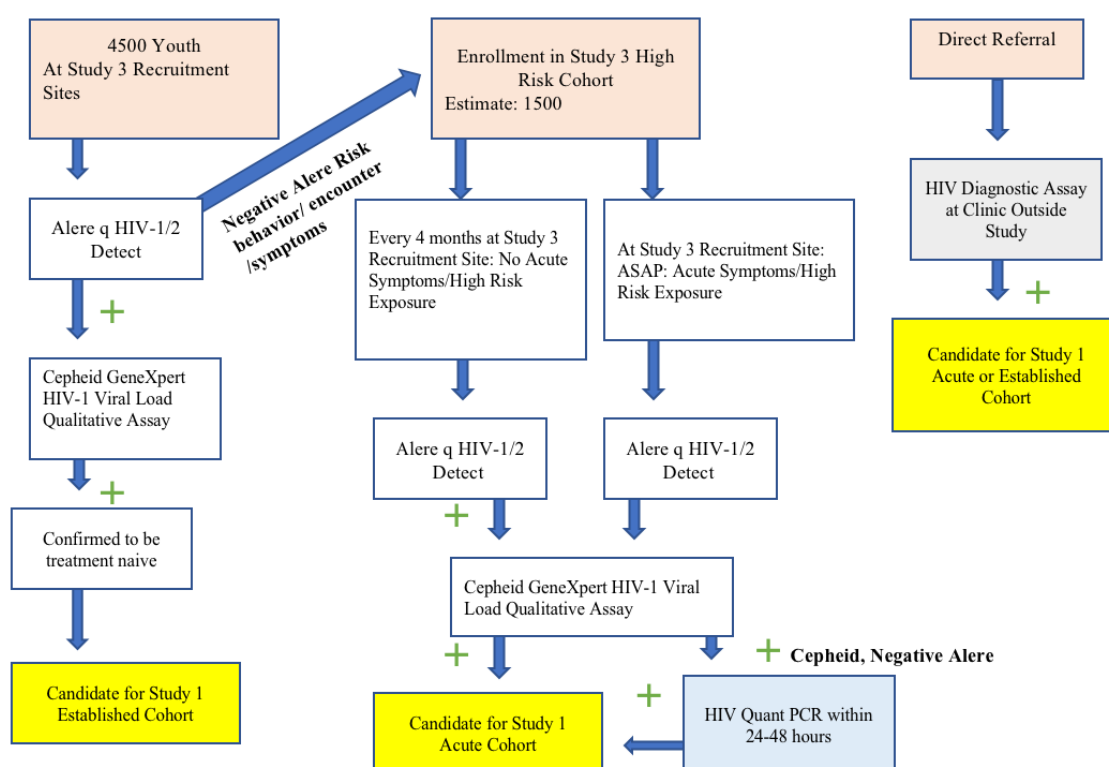 4500 Youth
At Study 3 Recruitment
Sites
Alere q HIV-1/2
Detect
+
Cepheid GeneXpert
HIV-1 Viral Load
Qualitative Assay
+
Confirmed to be
treatment naive
Candidate for Study 1
Established Cohort
Negative Alere Risk
behavior/ encounter
/symptoms
Enrollment in Study 3 High
Risk Cohort
Estimate: 1500
Every 4 months at Study 3
Recruitment Site: No Acute
Symptoms/High Risk
Exposure
At Study 3 Recruitment Site:
ASAP: Acute Symptoms/High
Risk Exposure
Alere q HIV-1/2
Detect
Alere q HIV-1/2
Detect
+
Cepheid GeneXpert HIV-1 Viral
Load Qualitative Assay
+
+ Cepheid, Negative Alere
+
Candidate for Study 1
Acute Cohort
HIV Quant PCR within
24-48 hours
Direct Referral
HIV Diagnostic Assay
at Clinic Outside
Study
+
Candidate for Study 1
Acute or Established
Cohort